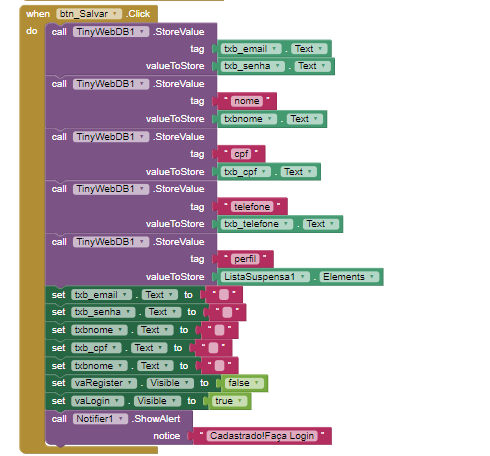 when btn_Salvar .Click
do call TinyWebDB1 .StoreValue
tag txb_email . Text
valueToStore txb_senha . Text
call TinyWebDB1 .StoreValue
tag " nome "
valueToStore txbnome . Text
call TinyWebDB1 .StoreValue
tag " cpf "
valueToStore txb_cpf . Text
call TinyWebDB1 .StoreValue
tag " telefone "
valueToStore txb_telefone . Text
call TinyWebDB1 .StoreValue
tag " perfil "
valueToStore ListaSuspensa1 . Elements
set txb_email . Text to " "
set txb_senha . Text to " "
set txbnome . Text to " "
set txb_cpf . Text to " "
set txbnome . Text to " "
set vaRegister . Visible to false
set vaLogin . Visible to true
call Notifier1 .ShowAlert
notice " Cadastrado!Faça Login "